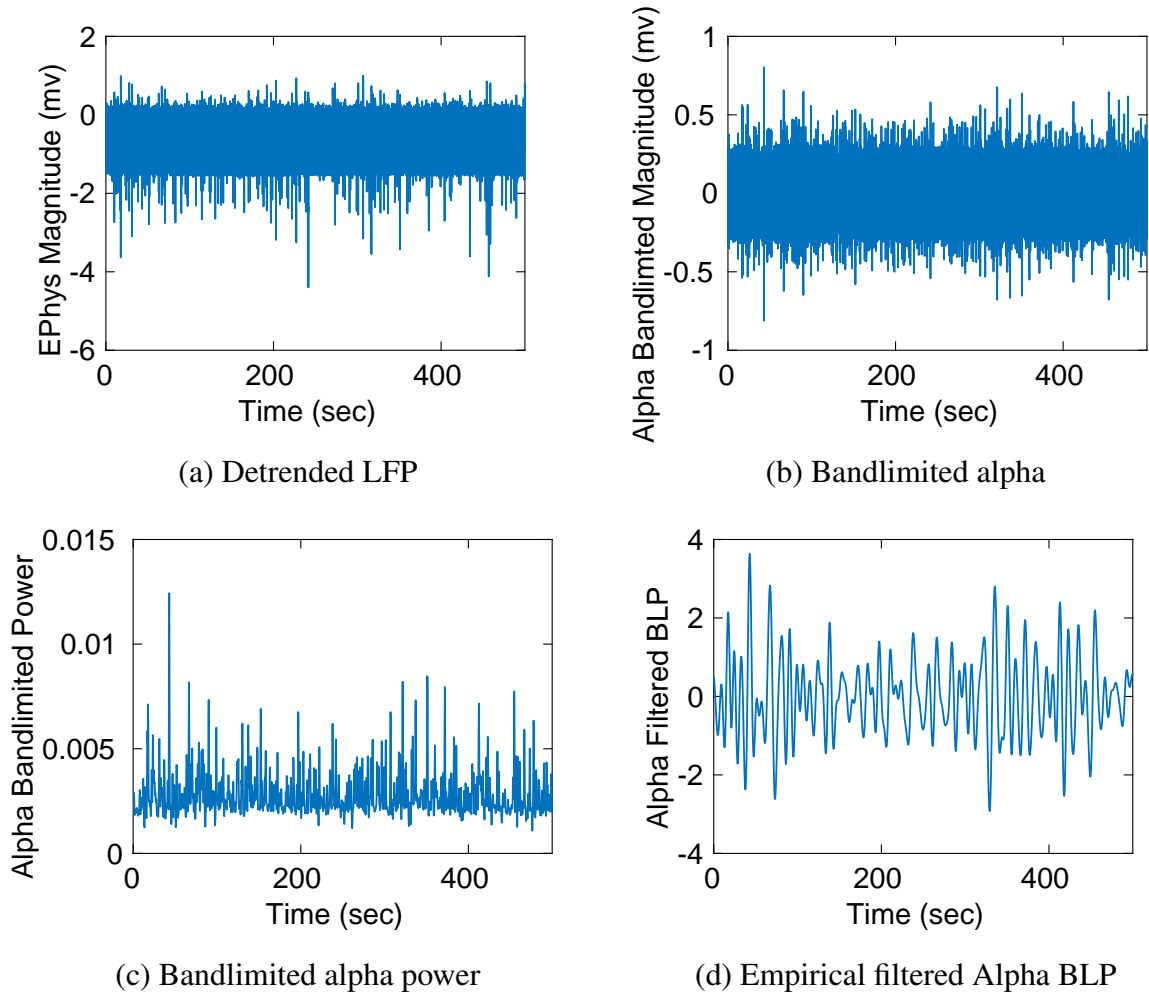 EPhys Magnitude (mv)
2
0
-2
-4
-6
0
200
400
Time (sec)
(a) Detrended LFP
Alpha Bandlimted Magnitude (mv)
1
0.5
0
-0.5
-1
0
200
400
Time (sec)
(b) Bandlimited alpha
Alpha Bandlimited Power
0.015
0.01
0.005
0
0
200
400
Time (sec)
(c) Bandlimited alpha power
Alpha Filtered BLP
4
2
0
-2
-4
0
200
400
Time (sec)
(d) Empirical filtered Alpha BLP